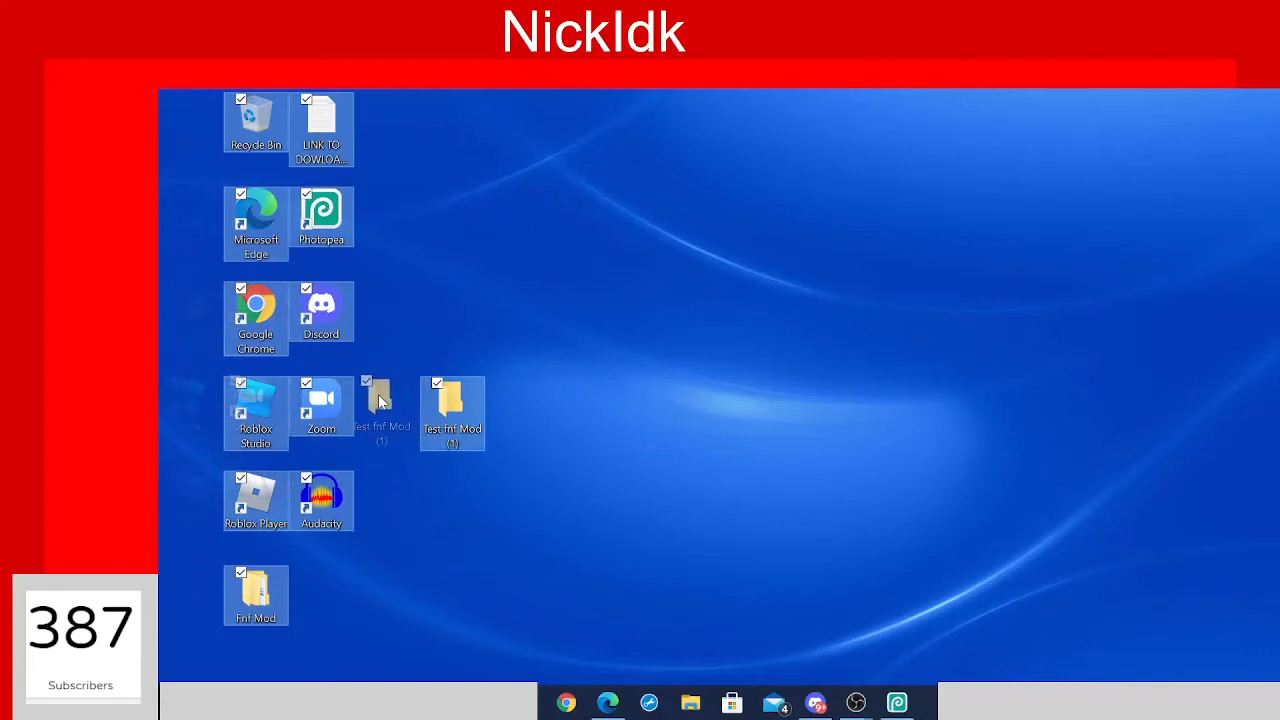 NickIdk
Recycle Bin
LINK TO
DOWLOA...
Microsoft
Edge
Photopea
Google
Chrome
Discord
Roblox
Studio
Zoom
Test fnf Mod
(1)
Test fnf Mod
(1)
Roblox Player
Audacity
Fnf Mod
387
Subscribers
4
9+